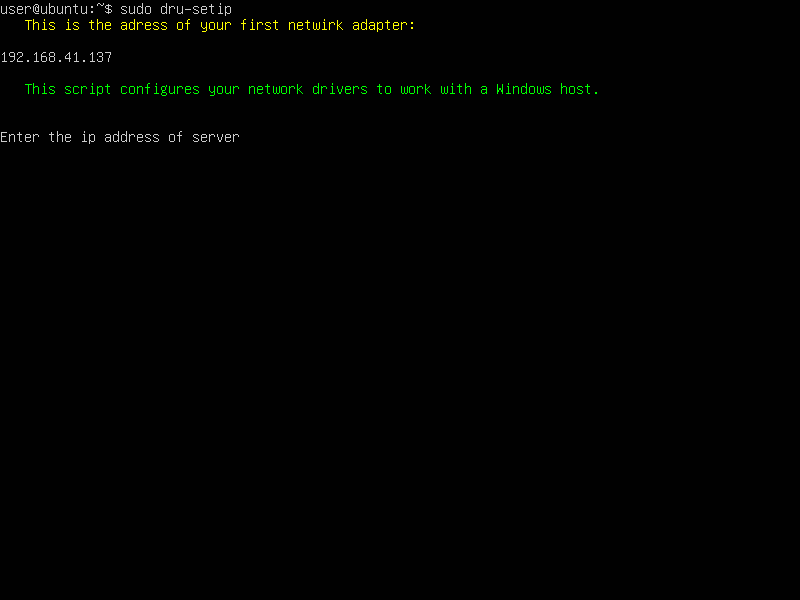 user@ubuntu:~$ sudo dru-setip
This is the adress of your first netwirk adapter:
192.168.41.137
This script configures your network drivers to work with a Windows host.
Enter the ip address of server